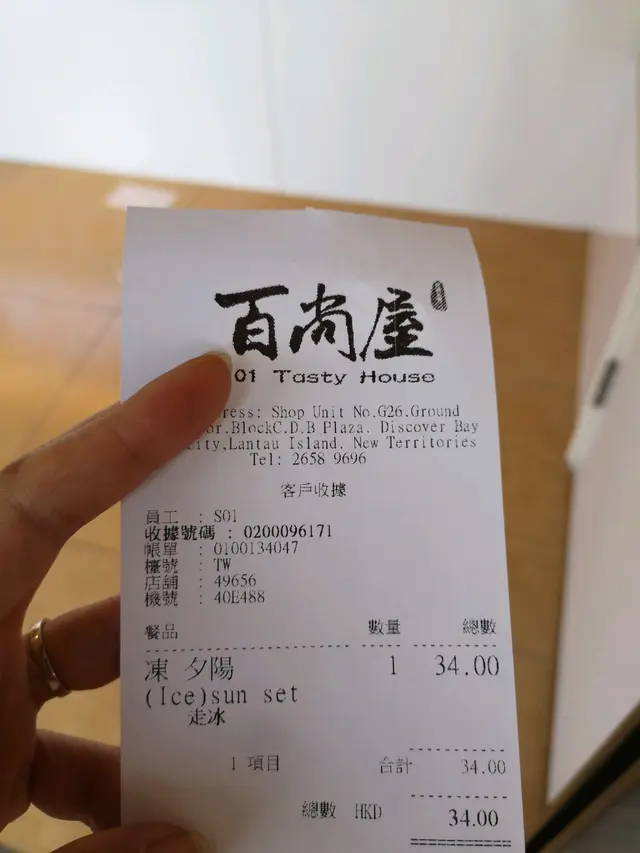 百尚屋
01 Tasty House
ress: Shop Unit No.G26.Ground
or.BlockC.D.B Plaza. Discover Bay
ity,Lantau Island. New Territories
Tel: 2658 9696
客戶收據
員工 : S01
收據號碼 : 0200096171
帳單 : 0100134047
檯號 : TW
店舖 : 49656
機號 : 40E488
餐品 數量 總數
凍 夕陽 1 34.00
(Ice)sun set
走冰
1 項目 合計 34.00
總數 HKD 34.00